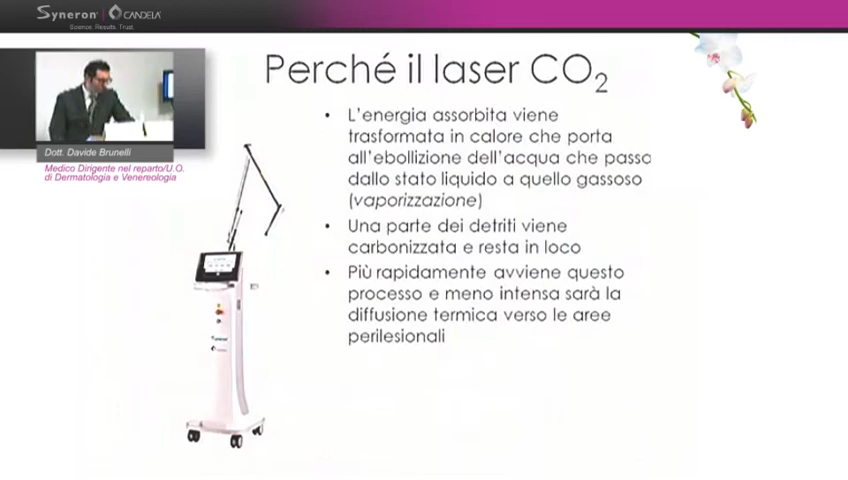 Syneron CANDELA
Science. Results. Trust.
Perché il laser CO2
Dott. Davide Brunelli
Medico Dirigente nel reparto/U.O.
di Dermatologia e Venereologia
• L'energia assorbita viene
trasformata in calore che porta
all'ebollizione dell'acqua che passa
dallo stato liquido a quello gassoso
(vaporizzazione)
• Una parte dei detriti viene
carbonizzata e resta in loco
• Più rapidamente avviene questo
processo e meno intensa sarà la
diffusione termica verso le aree
perilesionali
Syneron